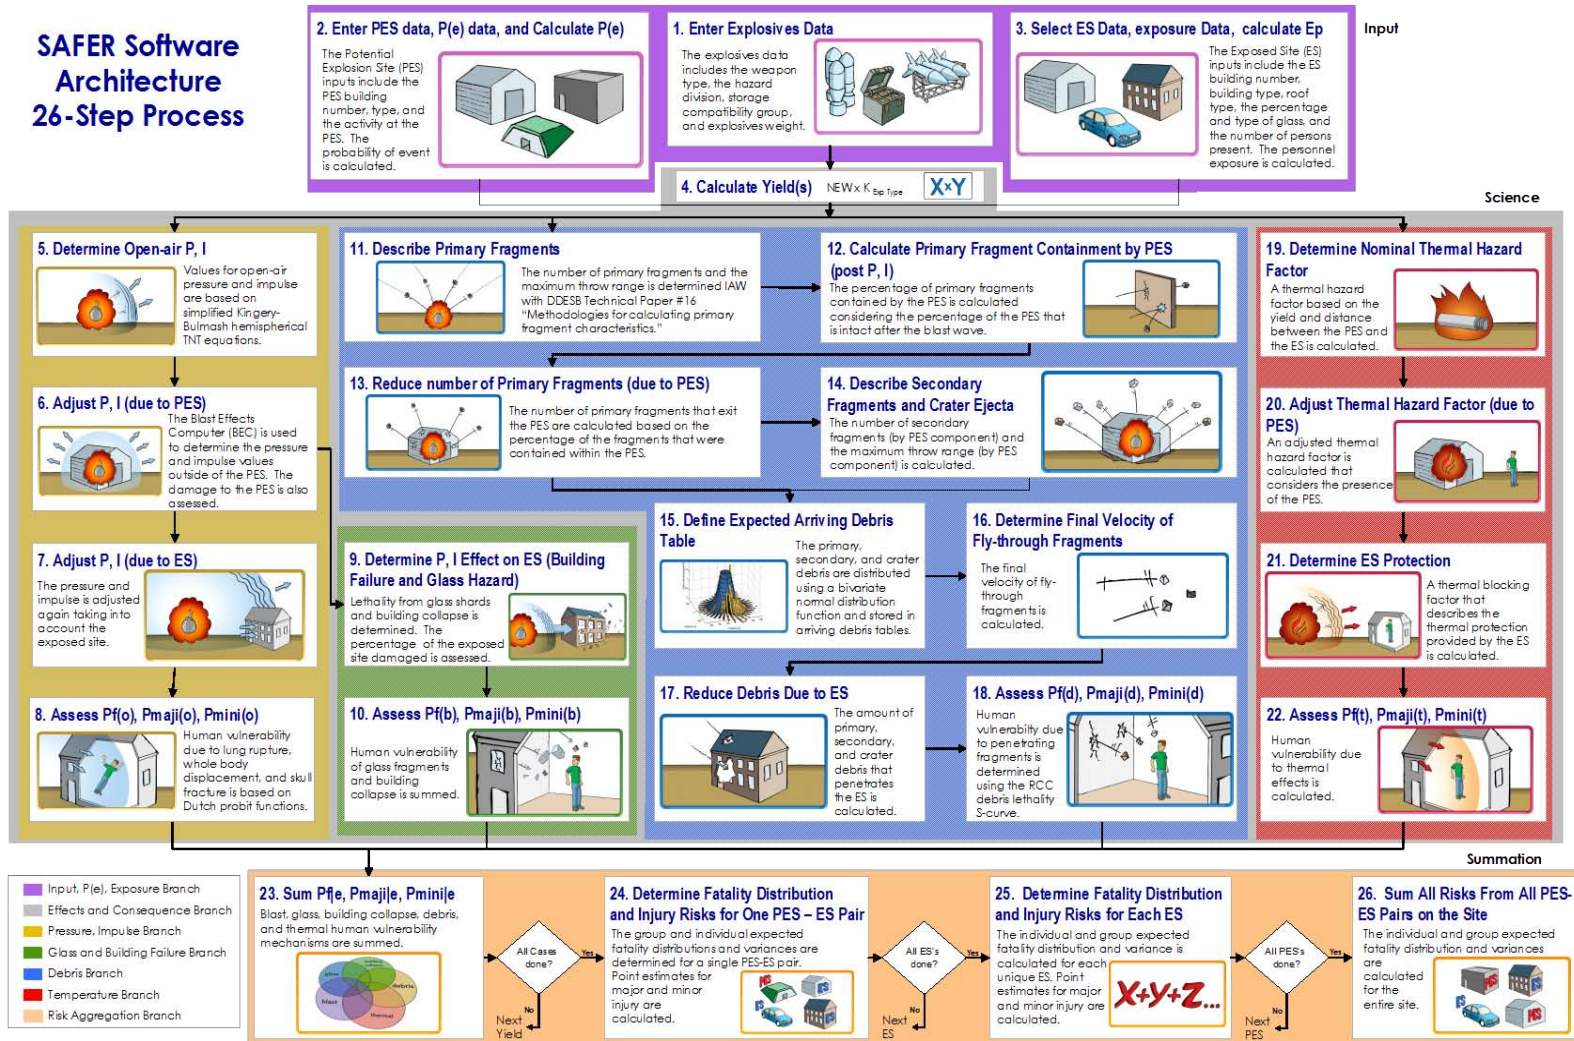 SAFER Software
Architecture
26-Step Process
2. Enter PES data, P(e) data, and Calculate P(e)
The Potential
Explosion Site (PES)
inputs include the
PES building
number, type, and
the activity at the
PES. The
probability of event
is calculated.
1. Enter Explosives Data
The explosives data
includes the weapon
type, the hazard
division, storage
compatibility group,
and explosives weight.
3. Select ES Data, exposure Data, calculate Ep
The Exposed Site (ES)
inputs include the ES
building number,
building type, roof
type, the percentage
and type of glass, and
the number of persons
present. The personnel
exposure is calculated.
Input
4. Calculate Yield(s) NEW x K Exp Type
X×Y
Science
5. Determine Open-air P, I
Values for open-air
pressure and impulse
are based on
simplified Kingery-
Bulmash hemispherical
TNT equations.
11. Describe Primary Fragments
The number of primary fragments and the
maximum throw range is determined IAW
with DDESB Technical Paper #16
“Methodologies for calculating primary
fragment characteristics.”
12. Calculate Primary Fragment Containment by PES
(post P, I)
The percentage of primary fragments
contained by the PES is calculated
considering the percentage of the PES that
is intact after the blast wave.
19. Determine Nominal Thermal Hazard
Factor
A thermal hazard
factor based on the
yield and distance
between the PES and
the ES is calculated.
6. Adjust P, I (due to PES)
The Blast Effects
Computer (BEC) is used
to determine the pressure
and impulse values
outside of the PES. The
damage to the PES is also
assessed.
13. Reduce number of Primary Fragments (due to PES)
The number of primary fragments that exit
the PES are calculated based on the
percentage of the fragments that were
contained within the PES.
14. Describe Secondary
Fragments and Crater Ejecta
The number of secondary
fragments (by PES component) and
the maximum throw range (by PES
component) is calculated.
20. Adjust Thermal Hazard Factor (due to
PES)
An adjusted thermal
hazard factor is
calculated that
considers the presence
of the PES.
7. Adjust P, I (due to ES)
The pressure and
impulse is adjusted
again taking into
account the
exposed site.
9. Determine P, I Effect on ES (Building
Failure and Glass Hazard)
Lethality from glass shards
and building collapse is
determined. The
percentage of the exposed
site damaged is assessed.
15. Define Expected Arriving Debris
Table
The primary,
secondary, and crater
debris are distributed
using a bivariate
normal distribution
function and stored in
arriving debris tables.
16. Determine Final Velocity of
Fly-through Fragments
The final
velocity of fly-
through
fragments is
calculated.
21. Determine ES Protection
A thermal blocking
factor that
describes the
thermal protection
provided by the ES
is calculated.
8. Assess Pf(o), Pmaji(o), Pmini(o)
Human vulnerability
due to lung rupture,
whole body
displacement, and skull
fracture is based on
Dutch probit functions.
10. Assess Pf(b), Pmaji(b), Pmini(b)
Human vulnerability
of glass fragments
and building
collapse is summed.
17. Reduce Debris Due to ES
The amount of
primary,
secondary,
and crater
debris that
penetrates
the ES is
calculated.
18. Assess Pf(d), Pmaji(d), Pmini(d)
Human
vulnerability due
to penetrating
fragments is
determined
using the RCC
debris lethality
S-curve.
22. Assess Pf(t), Pmaji(t), Pmini(t)
Human
vulnerability due
to thermal
effects is
calculated.
Summation
Input, P(e), Exposure Branch
Effects and Consequence Branch
Pressure, Impulse Branch
Glass and Building Failure Branch
Debris Branch
Temperature Branch
Risk Aggregation Branch
23. Sum Pf|e, Pmaji|e, Pmini|e
Blast, glass, building collapse, debris,
and thermal human vulnerability
mechanisms are summed.
glass
debris
blast
thermal
All Cases
done?
Yes
No
Next
Yield
24. Determine Fatality Distribution
and Injury Risks for One PES – ES Pair
The group and individual expected
fatality distributions and variances are
determined for a single PES-ES pair.
Point estimates for
major and minor
injury are
calculated.
PES
ES
ES
ES
All ES's
done?
Yes
No
Next
ES
25. Determine Fatality Distribution
and Injury Risks for Each ES
The individual and group expected
fatality distribution and variance is
calculated for each
unique ES. Point
estimates for major
and minor injury are
calculated.
X+Y+Z...
All PES's
done?
Yes
No
Next
PES
26. Sum All Risks From All PES-
ES Pairs on the Site
The individual and group expected
fatality distribution and variances
are
calculated
for the
entire site.
PES
ES
ES
PES